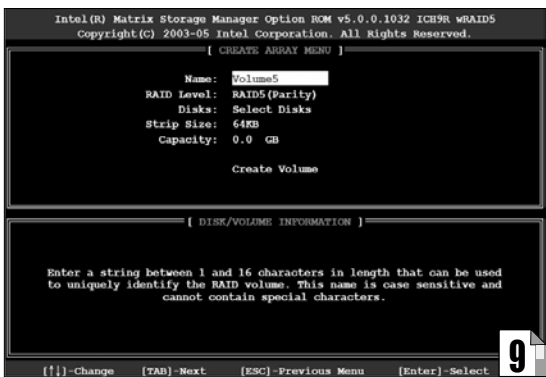 Intel(R) Matrix Storage Manager Option ROM v5.0.0.1032 ICH9R wRAID5
Copyright(C) 2003-05 Intel Corporation. All Rights Reserved.
[ CREATE ARRAY MENU ]
Name: Volume5
RAID Level: RAID5(Parity)
Disks: Select Disks
Strip Size: 64KB
Capacity: 0.0 GB
Create Volume
[ DISK/VOLUME INFORMATION ]
Enter a string between 1 and 16 characters in length that can be used
to uniquely identify the RAID volume. This name is case sensitive and
cannot contain special characters.
[↑↓]-Change [TAB]-Next [ESC]-Previous Menu [Enter]-Select
9